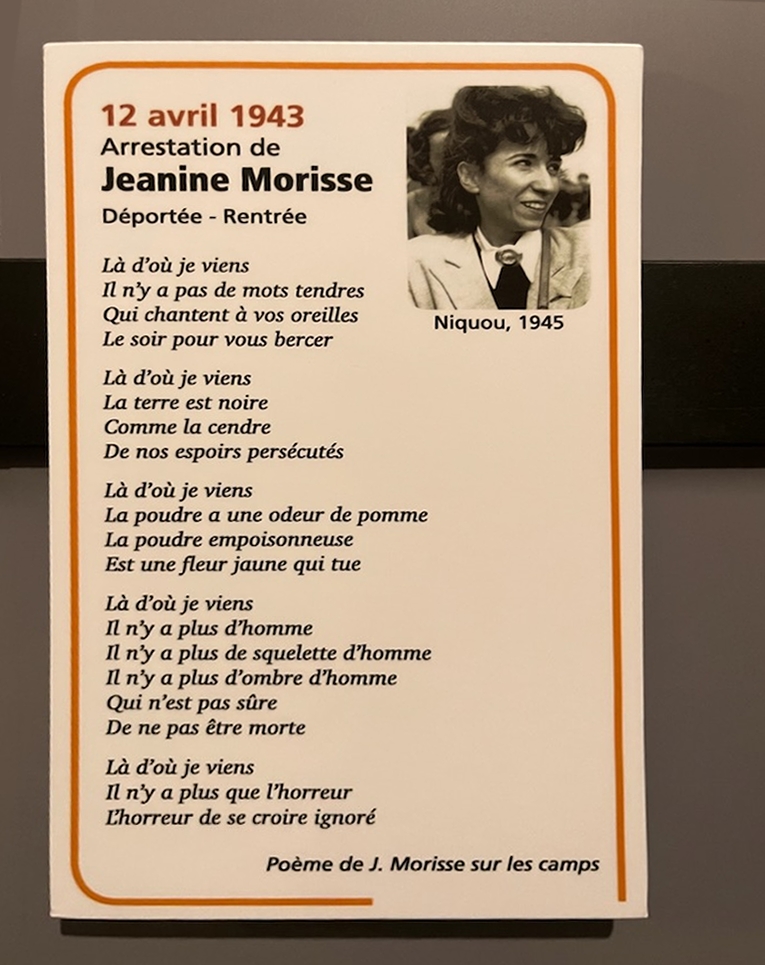 12 avril 1943
Arrestation de
Jeanine Morisse
Déportée - Rentrée
Niquou, 1945
Là d'où je viens
Il n'y a pas de mots tendres
Qui chantent à vos oreilles
Le soir pour vous bercer
Là d'où je viens
La terre est noire
Comme la cendre
De nos espoirs persécutés
Là d'où je viens
La poudre a une odeur de pomme
La poudre empoisonneuse
Est une fleur jaune qui tue
Là d'où je viens
Il n'y a plus d'homme
Il n'y a plus de squelette d'homme
Il n'y a plus d'ombre d'homme
Qui n'est pas sûre
De ne pas être morte
Là d'où je viens
Il n'y a plus que l'horreur
L'horreur de se croire ignoré
Poème de J. Morisse sur les camps